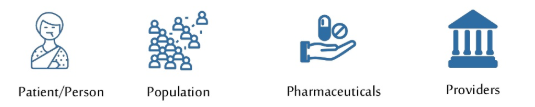 Patient/Person
Population
Pharmaceuticals
Providers